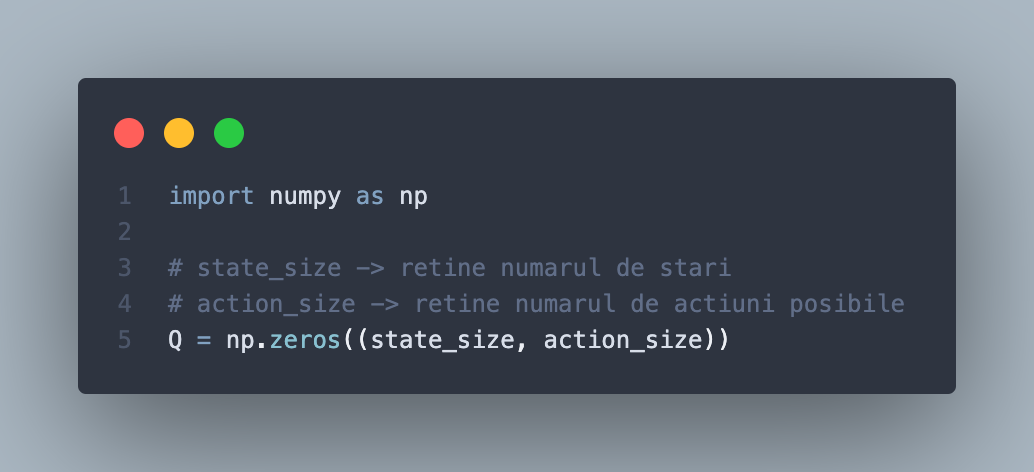 1 import numpy as np
2
3 # state_size -> retine numarul de stari
4 # action_size -> retine numarul de actiuni posibile
5 Q = np.zeros((state_size, action_size))